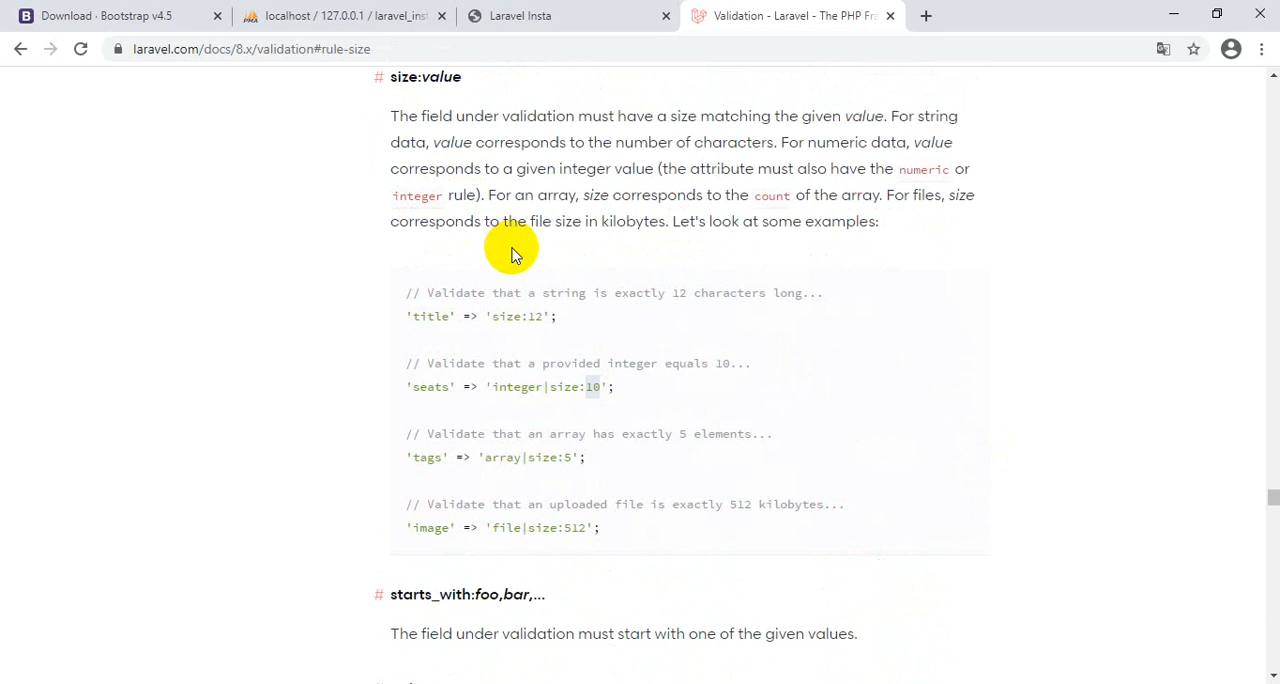 Download · Bootstrap v4.5
localhost / 127.0.0.1 / laravel_inst
Laravel Insta
Validation - Laravel - The PHP Fra
laravel.com/docs/8.x/validation#rule-size
# size:value
The field under validation must have a size matching the given value. For string
data, value corresponds to the number of characters. For numeric data, value
corresponds to a given integer value (the attribute must also have the numeric or
integer rule). For an array, size corresponds to the count of the array. For files, size
corresponds to the file size in kilobytes. Let's look at some examples:
// Validate that a string is exactly 12 characters long...
'title' => 'size:12';
// Validate that a provided integer equals 10...
'seats' => 'integer|size:10';
// Validate that an array has exactly 5 elements...
'tags' => 'array|size:5';
// Validate that an uploaded file is exactly 512 kilobytes...
'image' => 'file|size:512';
# starts_with:foo,bar,...
The field under validation must start with one of the given values.